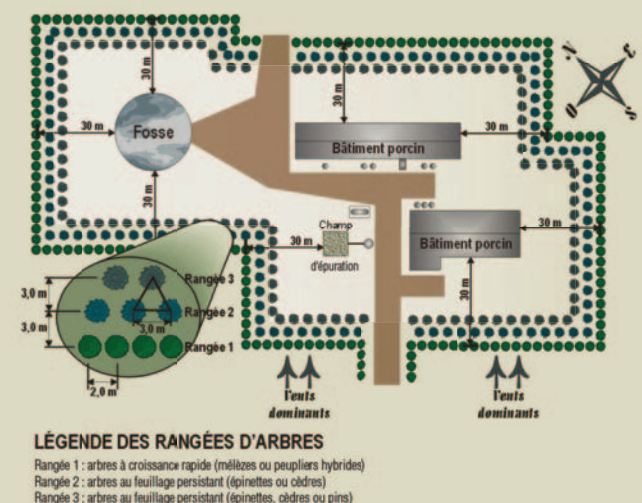 N
E
O
S
30 m
30 m
30 m
Fosse
30 m
30 m
Bâtiment porcin
30 m
30 m
Champ
d'épuration
Bâtiment porcin
30 m
30 m
Rangée 3
3,0 m
Rangée 2
3,0 m
3,0 m
Rangée 1
2,0 m
Vents
dominants
Vents
dominants
LÉGENDE DES RANGÉES D'ARBRES
Rangée 1 : arbres à croissance rapide (mélèzes ou peupliers hybrides)
Rangée 2 : arbres au feuillage persistant (épinettes ou cèdres)
Rangée 3 : arbres au feuillage persistant (épinettes, cèdres ou pins)